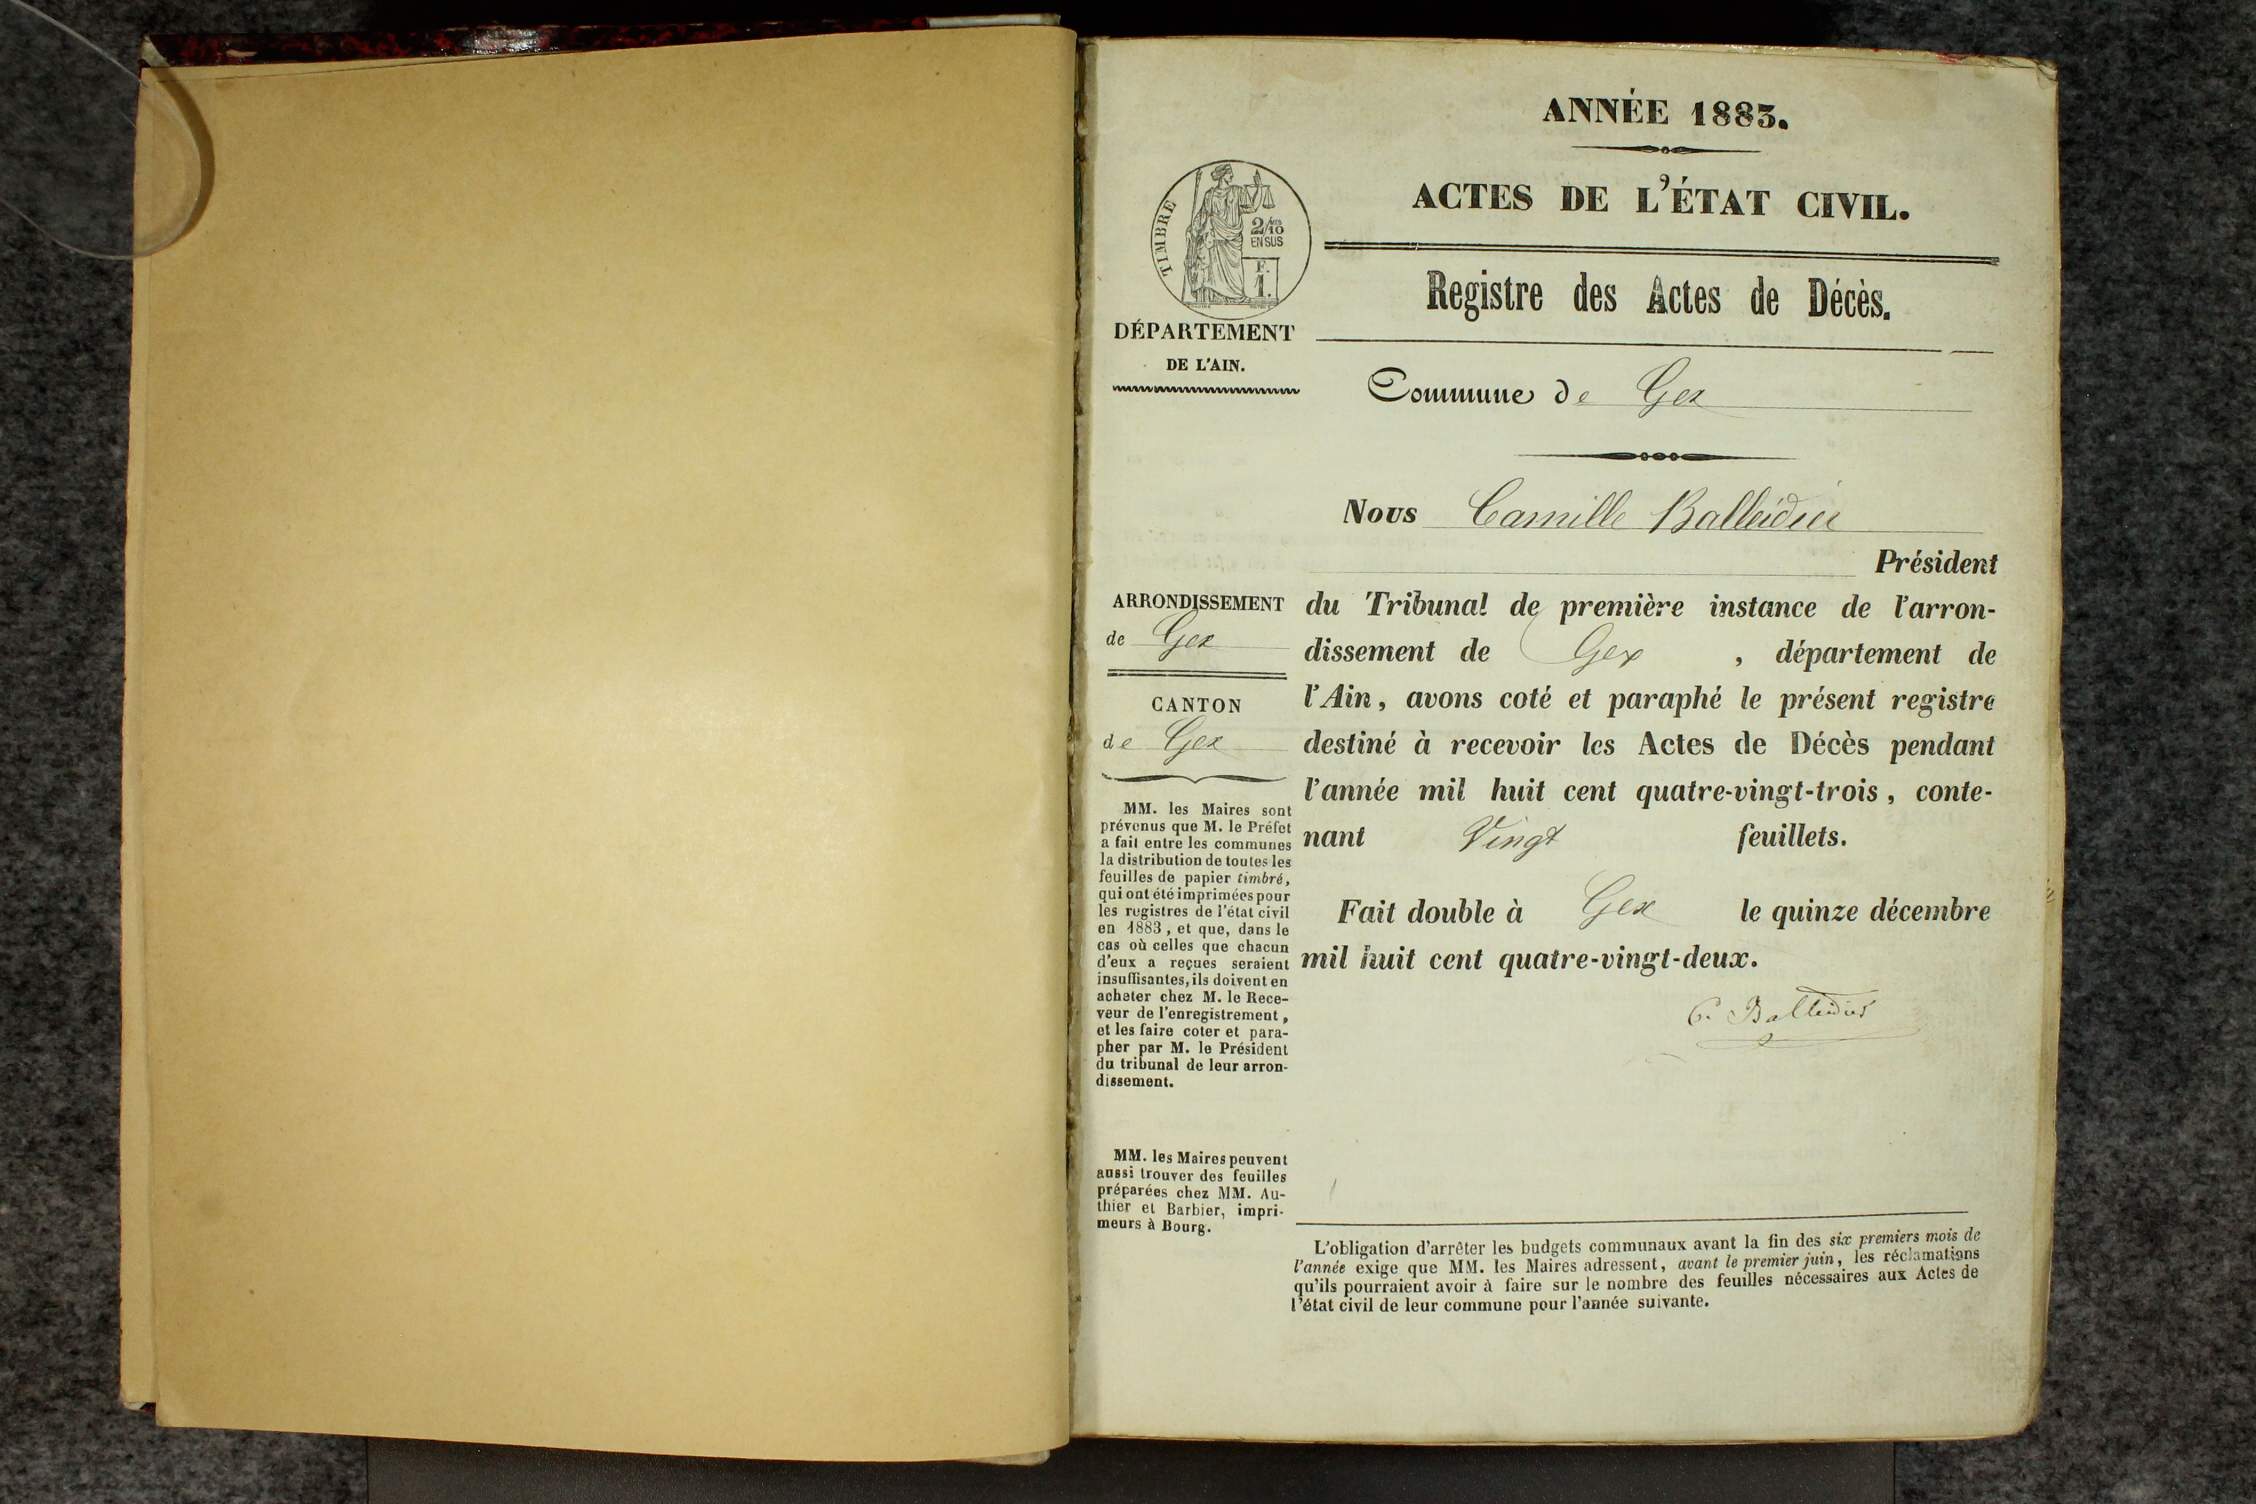 ANNÉE 1883.
ACTES DE L'ÉTAT CIVIL.
Registre des Actes de Décès.
TIMBRE
2/10 EN SUS
F.
1.
DÉPARTEMENT
DE L'AIN.
Commune de Gex
Nous Camille Balleidier
Président
du Tribunal de première instance de l'arron-
dissement de Gex , département de
l'Ain, avons coté et paraphé le présent registre
destiné à recevoir les Actes de Décès pendant
l'année mil huit cent quatre-vingt-trois, conte-
nant Vingt feuillets.
Fait double à Gex le quinze décembre
mil huit cent quatre-vingt-deux.
C. Balleidier
ARRONDISSEMENT
de Gex
CANTON
de Gex
MM. les Maires sont
prévenus que M. le Préfet
a fait entre les communes
la distribution de toutes les
feuilles de papier timbré,
qui ont été imprimées pour
les registres de l'état civil
en 1883, et que, dans le
cas où celles que chacun
d'eux a reçues seraient
insuffisantes, ils doivent en
acheter chez M. le Rece-
veur de l'enregistrement,
et les faire coter et para-
pher par M. le Président
du tribunal de leur arron-
dissement.
MM. les Maires peuvent
aussi trouver des feuilles
préparées chez MM. Au-
thier et Barbier, impri-
meurs à Bourg.
L'obligation d'arrêter les budgets communaux avant la fin des six premiers mois de
l'année exige que MM. les Maires adressent, avant le premier juin, les réclamations
qu'ils pourraient avoir à faire sur le nombre des feuilles nécessaires aux Actes de
l'état civil de leur commune pour l'année suivante.